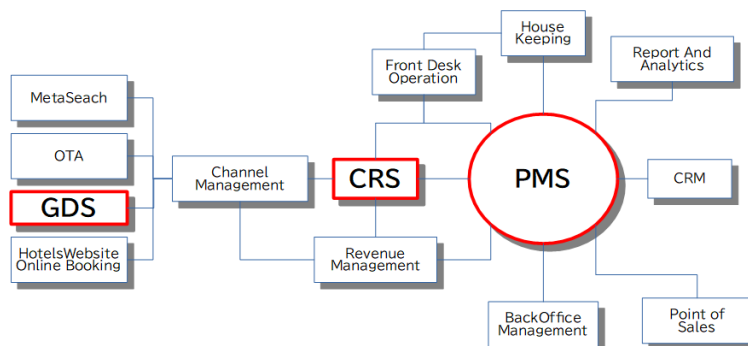 House
Keeping
Front Desk
Operation
Report And
Analytics
MetaSeach
OTA
Channel
Management
CRS
PMS
CRM
GDS
HotelsWebsite
Online Booking
Revenue
Management
BackOffice
Management
Point of
Sales